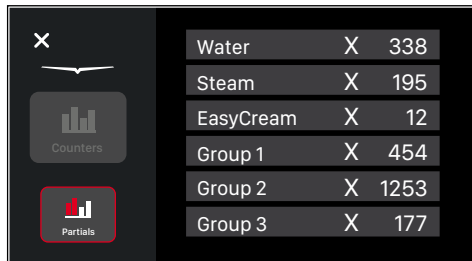 X
Counters
Partials
Water X 338
Steam X 195
EasyCream X 12
Group 1 X 454
Group 2 X 1253
Group 3 X 177